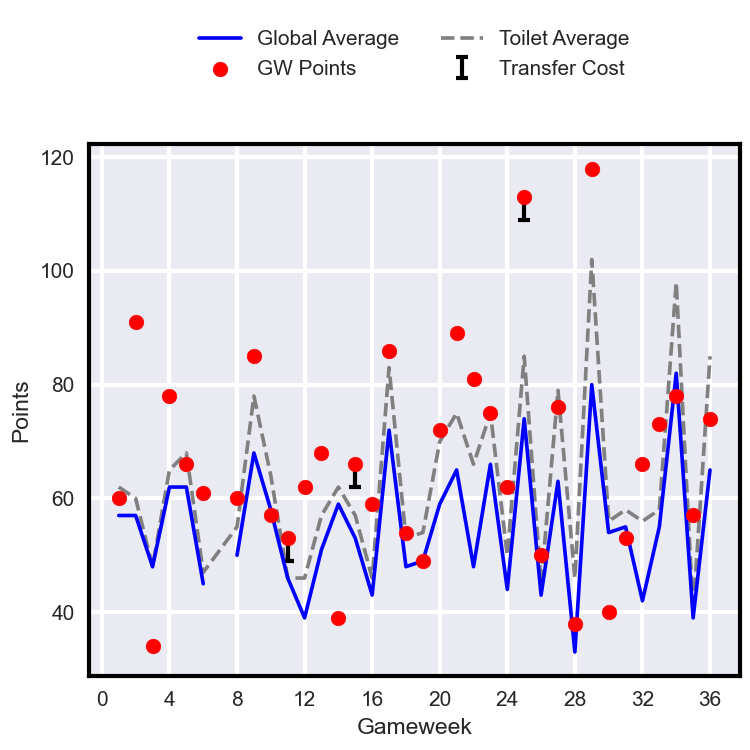 Global Average
Toilet Average
GW Points
Transfer Cost
120
100
80
60
40
Points
0 4 8 12 16 20 24 28 32 36
Gameweek